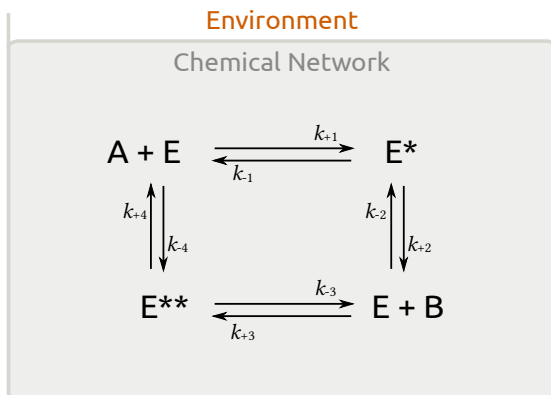 Environment
Chemical Network
A + E k+1 E*
k-1
k+4 k-4 k-2 k+2
E** k-3 E + B
k+3